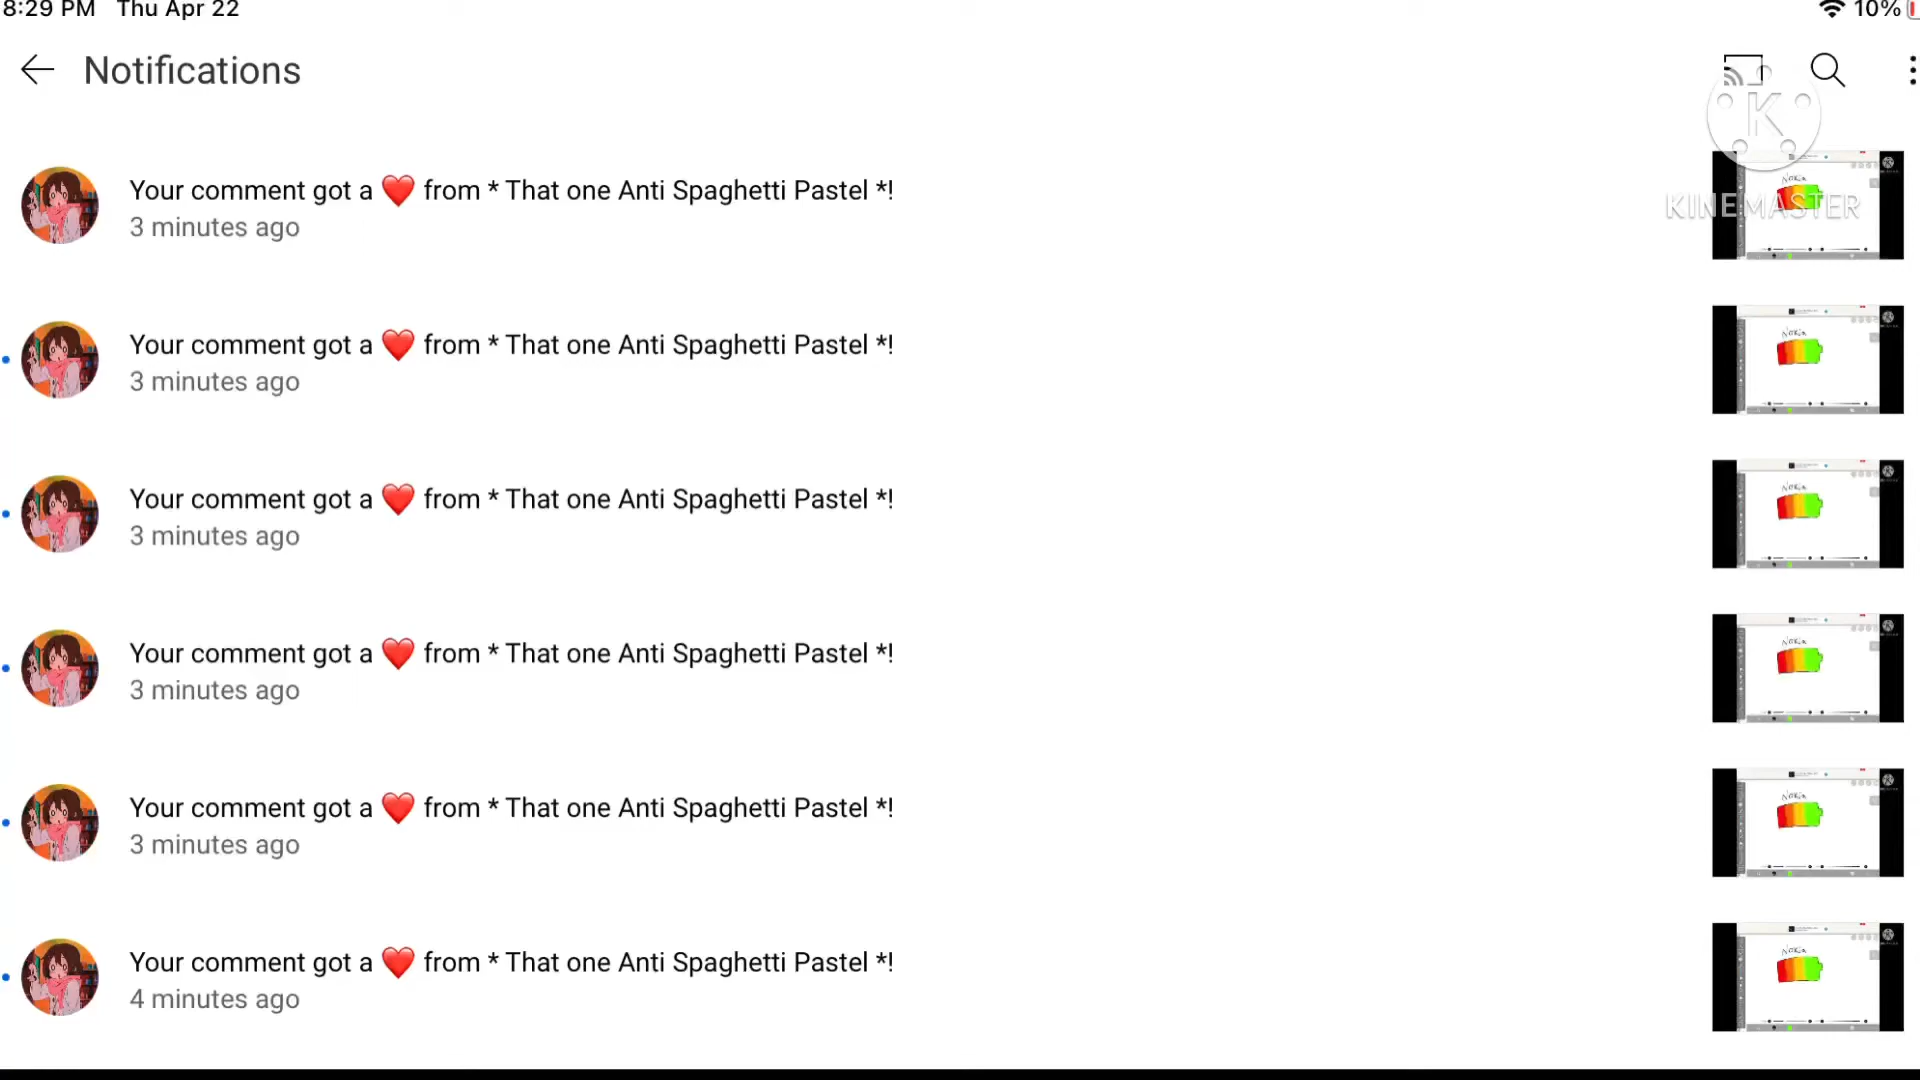 8:29 PM Thu Apr 22
10%
Notifications
K
KINEMASTER
Your comment got a ❤️ from * That one Anti Spaghetti Pastel *!
3 minutes ago
Your comment got a ❤️ from * That one Anti Spaghetti Pastel *!
3 minutes ago
Your comment got a ❤️ from * That one Anti Spaghetti Pastel *!
3 minutes ago
Your comment got a ❤️ from * That one Anti Spaghetti Pastel *!
3 minutes ago
Your comment got a ❤️ from * That one Anti Spaghetti Pastel *!
3 minutes ago
Your comment got a ❤️ from * That one Anti Spaghetti Pastel *!
4 minutes ago